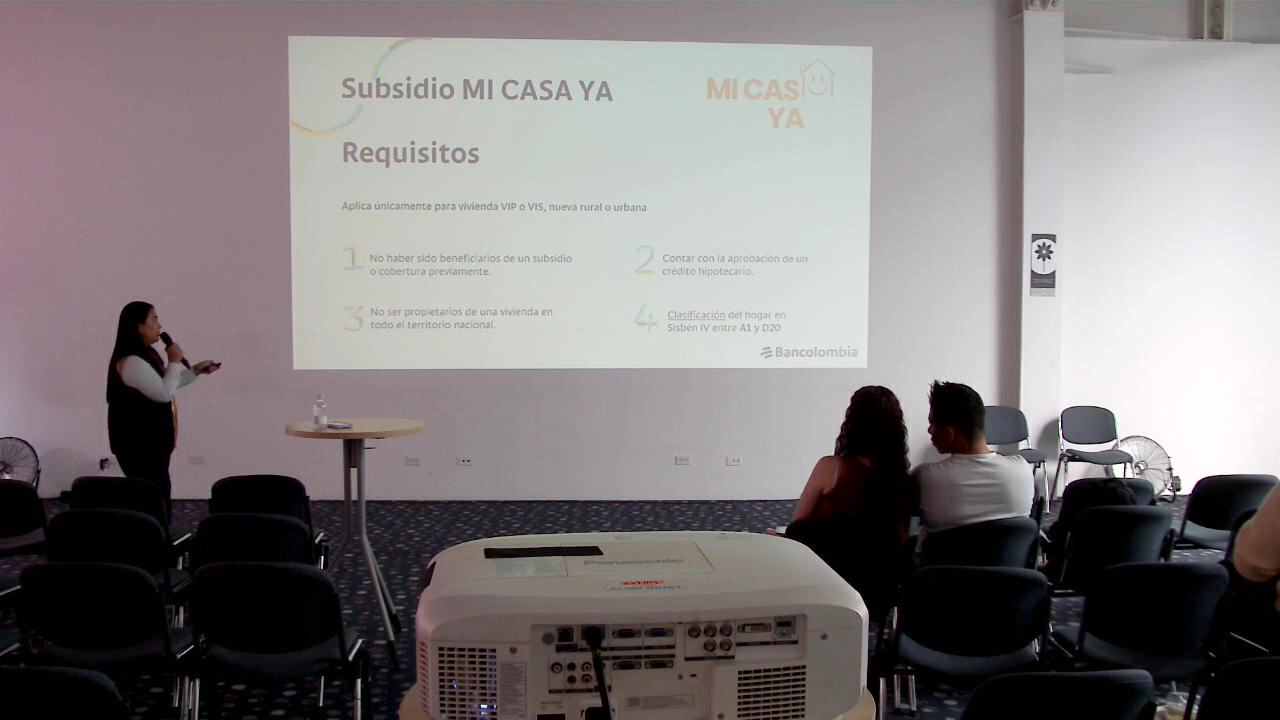 Subsidio MI CASA YA
MI CAS
YA
Requisitos
Aplica únicamente para vivienda VIP o VIS, nueva rural o urbana
1 No haber sido beneficiarios de un subsidio
o cobertura previamente.
2 Contar con la aprobación de un
crédito hipotecario.
3 No ser propietarios de una vivienda en
todo el territorio nacional.
4 Clasificación del hogar en
Sisbén IV entre A1 y D20
Bancolombia
Panasonic